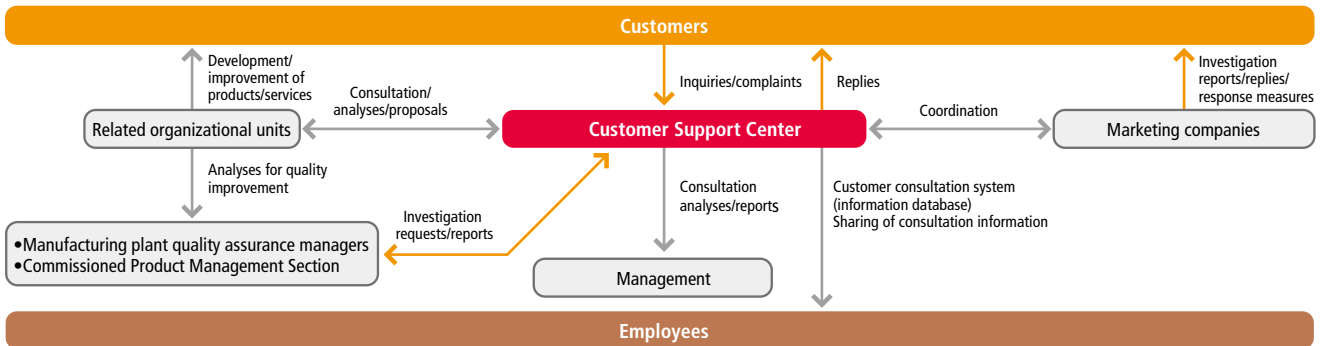 Customers
Development/
improvement of
products/services
Consultation/
analyses/proposals
Inquiries/complaints
Replies
Coordination
Investigation
reports/replies/
response measures
Related organizational units
Customer Support Center
Marketing companies
Analyses for quality
improvement
Consultation
analyses/reports
Customer consultation system
(information database)
Sharing of consultation information
Investigation
requests/reports
•Manufacturing plant quality assurance managers
•Commissioned Product Management Section
Management
Employees